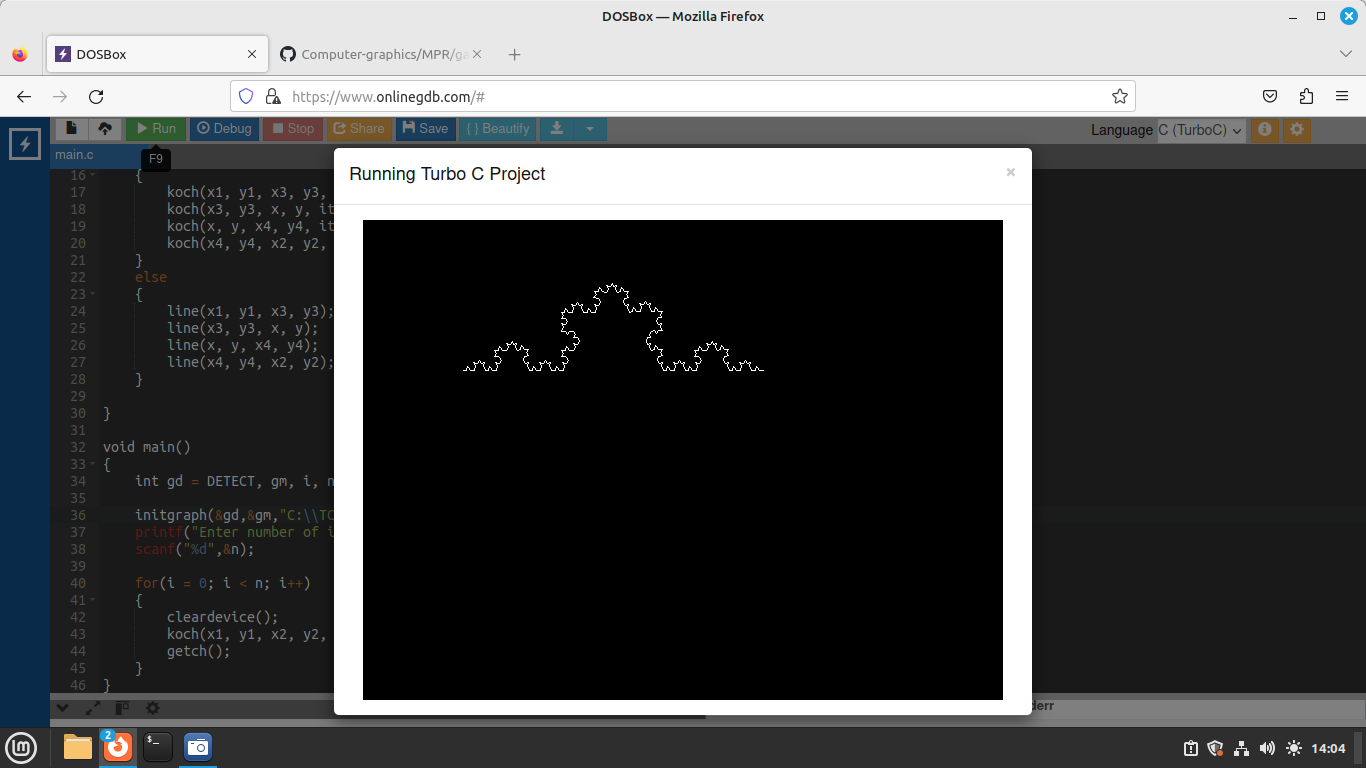 DOSBox — Mozilla Firefox
DOSBox
Computer-graphics/MPR/ga
https://www.onlinegdb.com/#
Run Debug Stop Share Save { } Beautify Language C (TurboC)
main.c
F9
Running Turbo C Project
×
16 {
17 koch(x1, y1, x3, y3,
18 koch(x3, y3, x, y, it
19 koch(x, y, x4, y4, it
20 koch(x4, y4, x2, y2,
21 }
22 else
23 {
24 line(x1, y1, x3, y3);
25 line(x3, y3, x, y);
26 line(x, y, x4, y4);
27 line(x4, y4, x2, y2);
28 }
29
30 }
31
32 void main()
33 {
34 int gd = DETECT, gm, i, n
35
36 initgraph(&gd,&gm,"C:\\TC
37 printf("Enter number of i
38 scanf("%d",&n);
39
40 for(i = 0; i < n; i++)
41 {
42 cleardevice();
43 koch(x1, y1, x2, y2,
44 getch();
45 }
46 }
derr
2
14:04